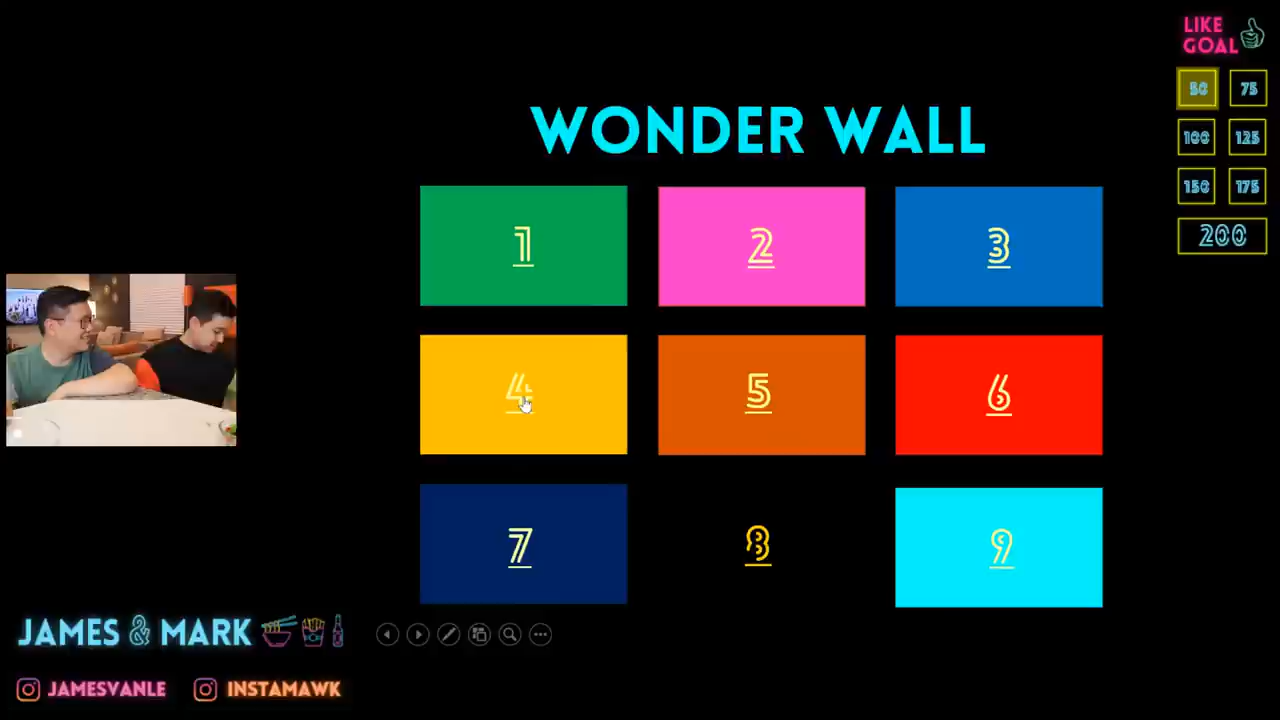 LIKE
GOAL
50 75
100 125
150 175
200
WONDER WALL
1 2 3
4 5 6
7 8 9
JAMES & MARK
JAMESVANLE INSTAMAWK